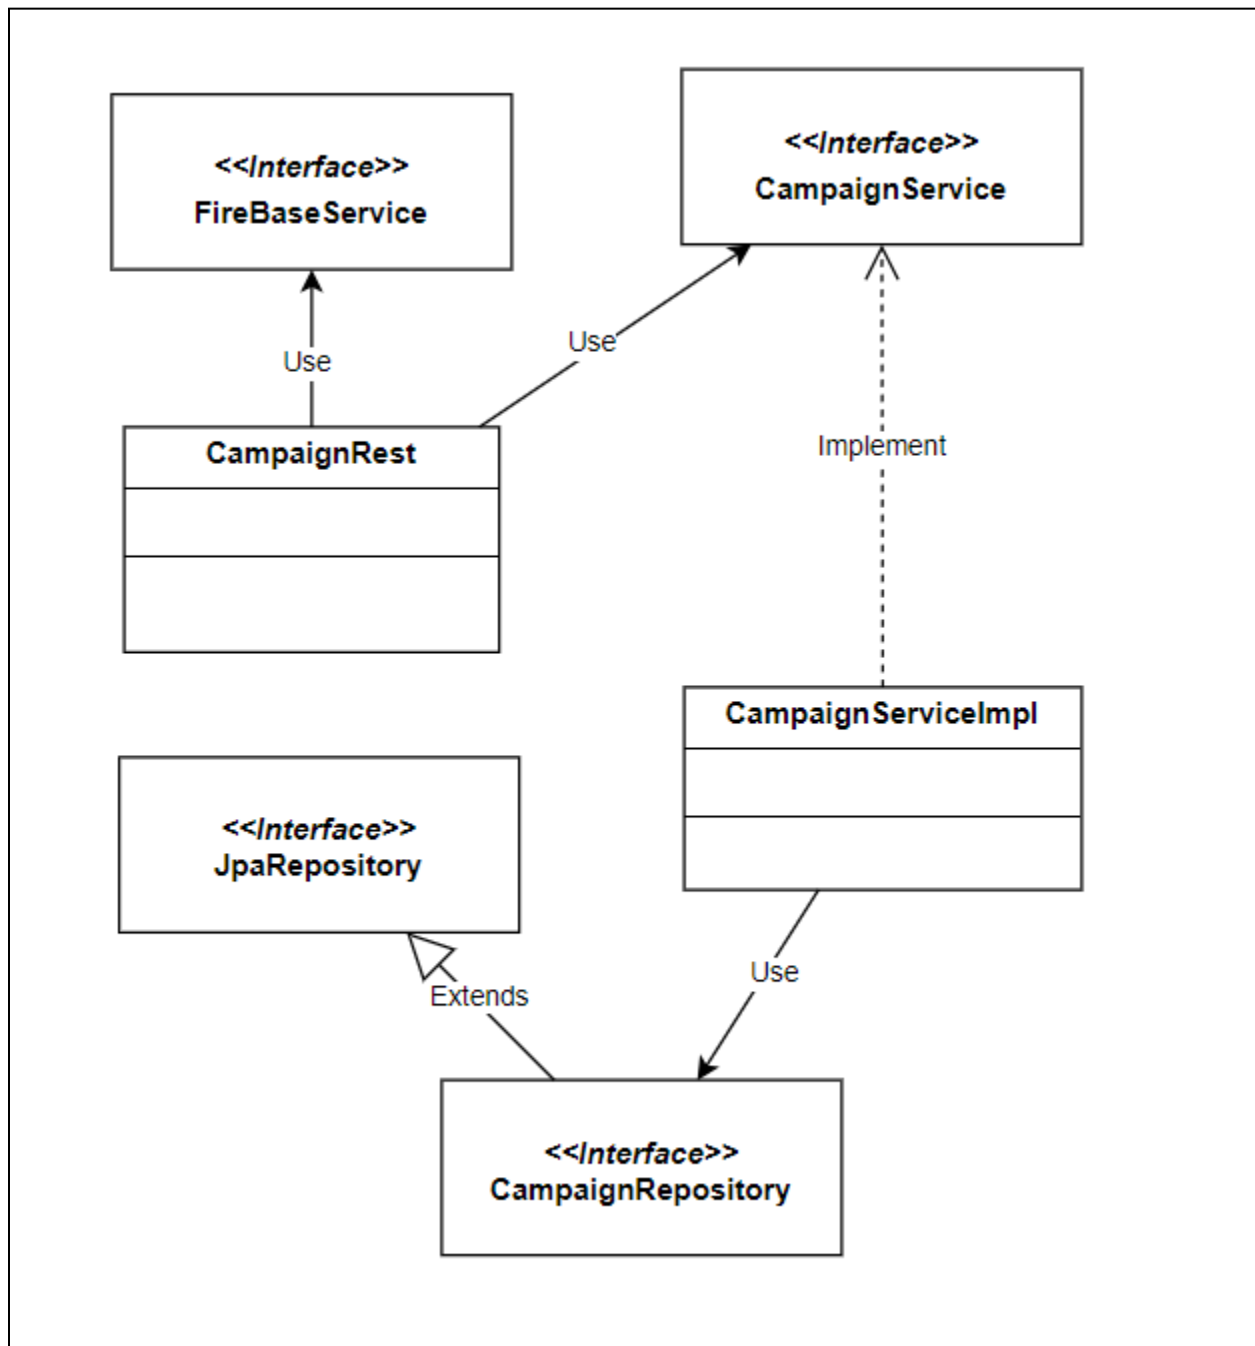 <<Interface>>
FireBaseService
<<Interface>>
CampaignService
Use
Use
CampaignRest
Implement
CampaignServiceImpl
<<Interface>>
JpaRepository
Extends
Use
<<Interface>>
CampaignRepository